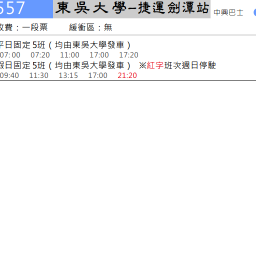 557 東吳大學–捷運劍潭站 中興巴士
收費：一段票 緩衝區：無
平日固定5班（均由東吳大學發車）
07:00 07:20 11:00 17:00 17:20
假日固定5班（均由東吳大學發車） ※紅字班次週日停駛
09:40 11:30 13:15 17:00 21:20